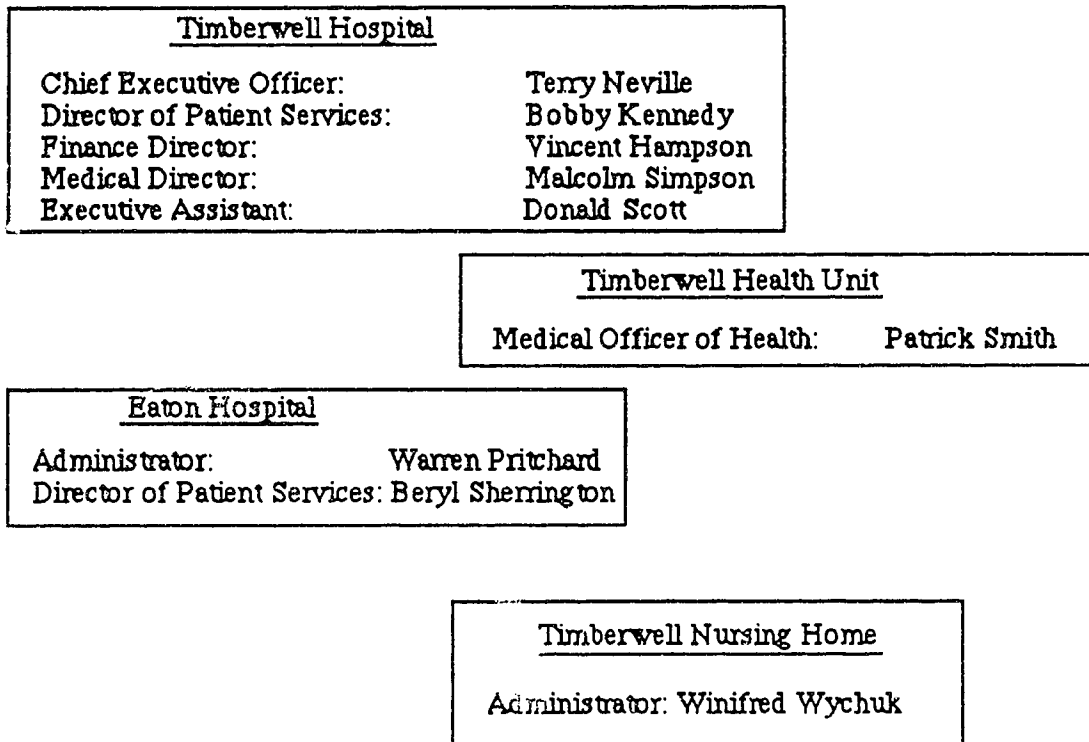 Timberwell Hospital
Chief Executive Officer: Terry Neville
Director of Patient Services: Bobby Kennedy
Finance Director: Vincent Hampson
Medical Director: Malcolm Simpson
Executive Assistant: Donald Scott
Timberwell Health Unit
Medical Officer of Health: Patrick Smith
Eaton Hospital
Administrator: Warren Pritchard
Director of Patient Services: Beryl Sherrington
Timberwell Nursing Home
Administrator: Winifred Wychuk